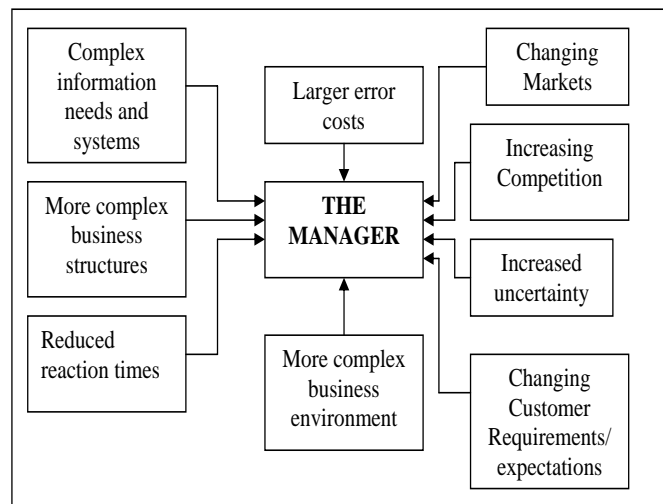 Complex
information
needs and
systems
More complex
business
structures
Reduced
reaction times
Larger error
costs
THE
MANAGER
More complex
business
environment
Changing
Markets
Increasing
Competition
Increased
uncertainty
Changing
Customer
Requirements/
expectations